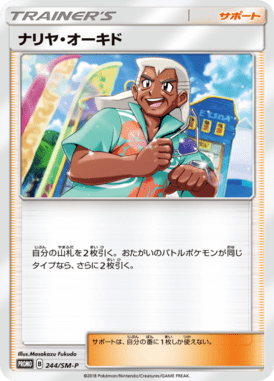 TRAINER'S
サポート
ナリヤ・オーキド
自分の山札を2枚引く。おたがいのバトルポケモンが同じ
タイプなら、さらに2枚引く。
サポートは、自分の番に1枚しか使えない。
Illus.Masakazu Fukuda
PROMO 244/SM-P
©2018 Pokémon/Nintendo/Creatures/GAME FREAK.